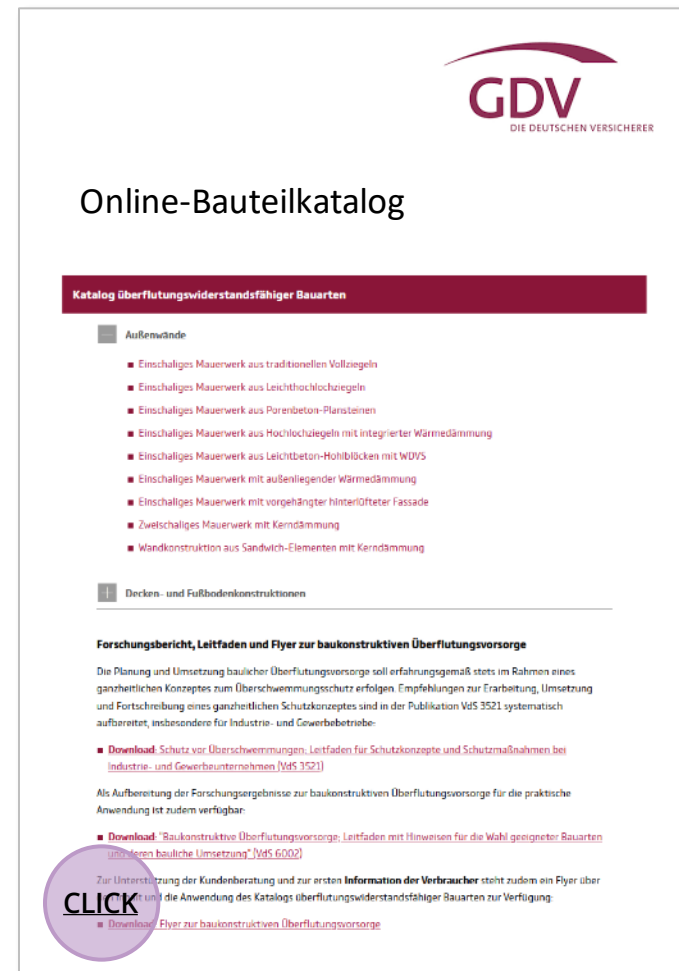 GDV
DIE DEUTSCHEN VERSICHERER
Online-Bauteilkatalog
Katalog überflutungswiderstandsfähiger Bauarten
Außenwände
Einschaliges Mauerwerk aus traditionellen Vollziegeln
Einschaliges Mauerwerk aus Leichthochlochziegeln
Einschaliges Mauerwerk aus Porenbeton-Plansteinen
Einschaliges Mauerwerk aus Hochlochziegeln mit integrierter Wärmedämmung
Einschaliges Mauerwerk aus Leichtbeton-Hohlblöcken mit WDVS
Einschaliges Mauerwerk mit außenliegender Wärmedämmung
Einschaliges Mauerwerk mit vorgehängter hinterlüfteter Fassade
Zweischaliges Mauerwerk mit Kerndämmung
Wandkonstruktion aus Sandwich-Elementen mit Kerndämmung
Decken- und Fußbodenkonstruktionen
Forschungsbericht, Leitfaden und Flyer zur baukonstruktiven Überflutungsvorsorge
Die Planung und Umsetzung baulicher Überflutungsvorsorge soll erfahrungsgemäß stets im Rahmen eines
ganzheitlichen Konzeptes zum Überschwemmungsschutz erfolgen. Empfehlungen zur Erarbeitung, Umsetzung
und Fortschreibung eines ganzheitlichen Schutzkonzeptes sind in der Publikation VdS 3521 systematisch
aufbereitet, insbesondere für Industrie- und Gewerbebetriebe:
Download: Schutz vor Überschwemmungen; Leitfaden für Schutzkonzepte und Schutzmaßnahmen bei
Industrie- und Gewerbeunternehmen (VdS 3521)
Als Aufbereitung der Forschungsergebnisse zur baukonstruktiven Überflutungsvorsorge für die praktische
Anwendung ist zudem verfügbar:
Download: "Baukonstruktive Überflutungsvorsorge; Leitfaden mit Hinweisen für die Wahl geeigneter Bauarten
und deren bauliche Umsetzung" (VdS 6002)
Zur Unterstützung der Kundenberatung und zur ersten Information der Verbraucher steht zudem ein Flyer über
den Inhalt und die Anwendung des Katalogs überflutungswiderstandsfähiger Bauarten zur Verfügung:
CLICK
Download: Flyer zur baukonstruktiven Überflutungsvorsorge